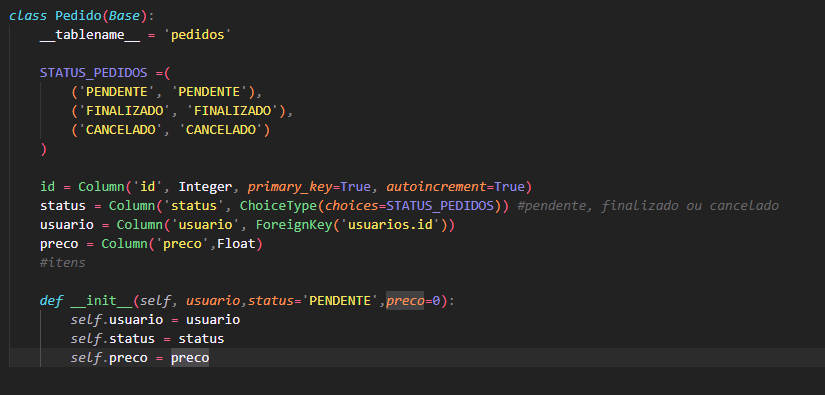 class Pedido(Base):
    __tablename__ = 'pedidos'
    STATUS_PEDIDOS =(
        ('PENDENTE', 'PENDENTE'),
        ('FINALIZADO', 'FINALIZADO'),
        ('CANCELADO', 'CANCELADO')
    )
    id = Column('id', Integer, primary_key=True, autoincrement=True)
    status = Column('status', ChoiceType(choices=STATUS_PEDIDOS)) #pendente, finalizado ou cancelado
    usuario = Column('usuario', ForeignKey('usuarios.id'))
    preco = Column('preco',Float)
    #itens
    def __init__(self, usuario,status='PENDENTE',preco=0):
        self.usuario = usuario
        self.status = status
        self.preco = preco